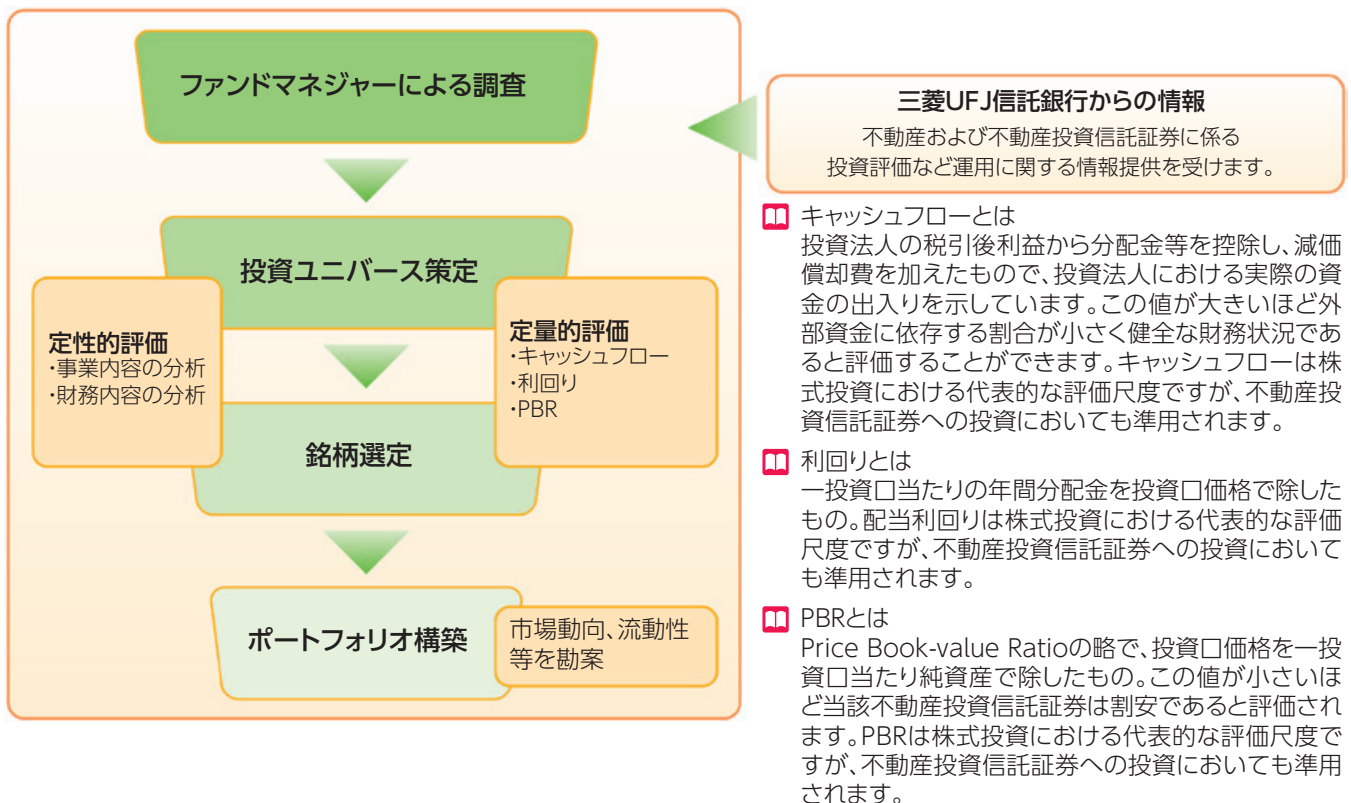 ファンドマネジャーによる調査
投資ユニバース策定
定性的評価
・事業内容の分析
・財務内容の分析
定量的評価
・キャッシュフロー
・利回り
・PBR
銘柄選定
ポートフォリオ構築
市場動向、流動性
等を勘案
三菱UFJ信託銀行からの情報
不動産および不動産投資信託証券に係る
投資評価など運用に関する情報提供を受けます。
キャッシュフローとは
投資法人の税引後利益から分配金等を控除し、減価
償却費を加えたもので、投資法人における実際の資
金の出入りを示しています。この値が大きいほど外
部資金に依存する割合が小さく健全な財務状況であ
ると評価することができます。キャッシュフローは株
式投資における代表的な評価尺度ですが、不動産投
資信託証券への投資においても準用されます。
利回りとは
一投資口当たりの年間分配金を投資口価格で除した
もの。配当利回りは株式投資における代表的な評価
尺度ですが、不動産投資信託証券への投資において
も準用されます。
PBRとは
Price Book-value Ratioの略で、投資口価格を一投
資口当たり純資産で除したもの。この値が小さいほ
ど当該不動産投資信託証券は割安であると評価され
ます。PBRは株式投資における代表的な評価尺度で
すが、不動産投資信託証券への投資においても準用
されます。